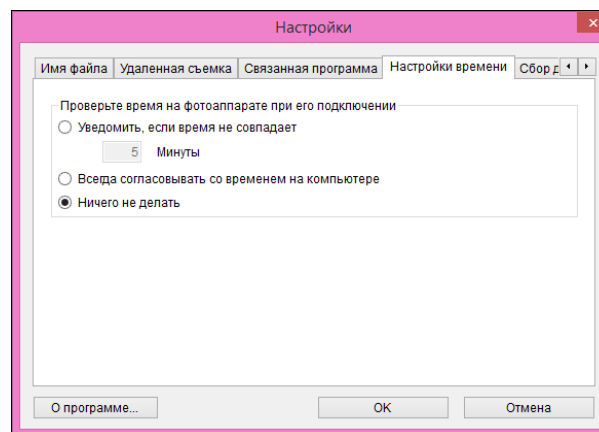 Настройки
Имя файла Удаленная съемка Связанная программа Настройки времени Сбор
Проверьте время на фотоаппарате при его подключении
Уведомить, если время не совпадает
5 Минуты
Всегда согласовывать со временем на компьютере
Ничего не делать
О программе... OK Отмена